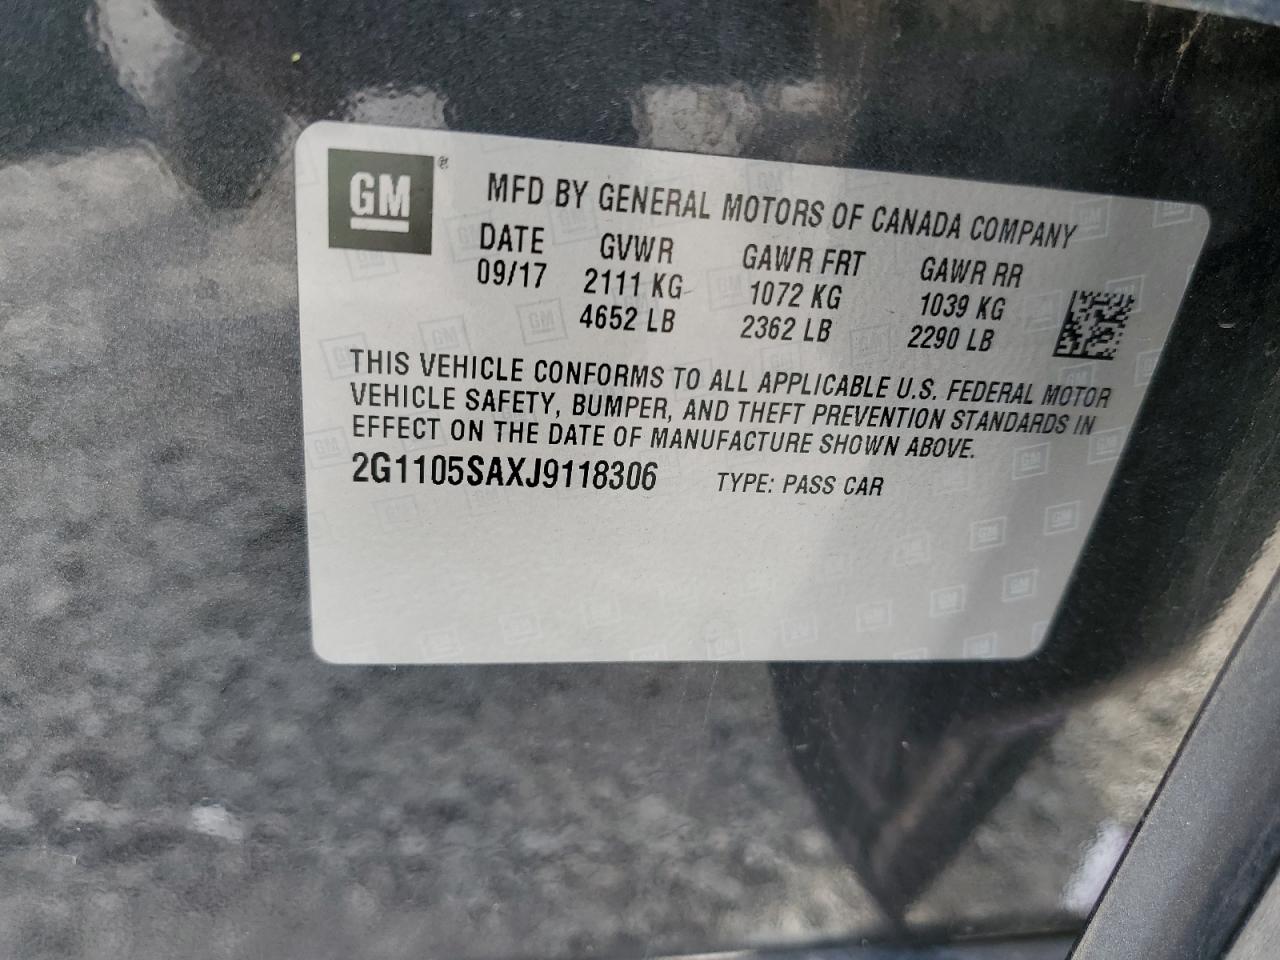 GM®
MFD BY GENERAL MOTORS OF CANADA COMPANY
DATE GVWR GAWR FRT GAWR RR
09/17 2111 KG 1072 KG 1039 KG
4652 LB 2362 LB 2290 LB
THIS VEHICLE CONFORMS TO ALL APPLICABLE U.S. FEDERAL MOTOR
VEHICLE SAFETY, BUMPER, AND THEFT PREVENTION STANDARDS IN
EFFECT ON THE DATE OF MANUFACTURE SHOWN ABOVE.
2G1105SAXJ9118306 TYPE: PASS CAR